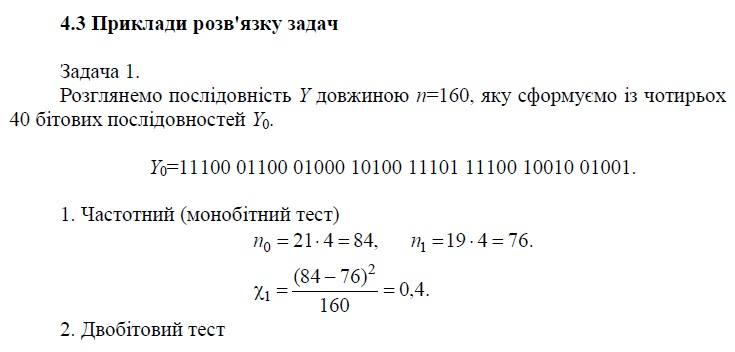 4.3 Приклади розв'язку задач
Задача 1.
Розглянемо послідовність Y довжиною n=160, яку сформуємо із чотирьох
40 бітових послідовностей Y₀.
Y₀=11100 01100 01000 10100 11101 11100 10010 01001.
1. Частотний (монобітний тест)
n₀ = 21·4 = 84, n₁ = 19·4 = 76.
χ₁ = (84 − 76)² / 160 = 0,4.
2. Двобітовий тест